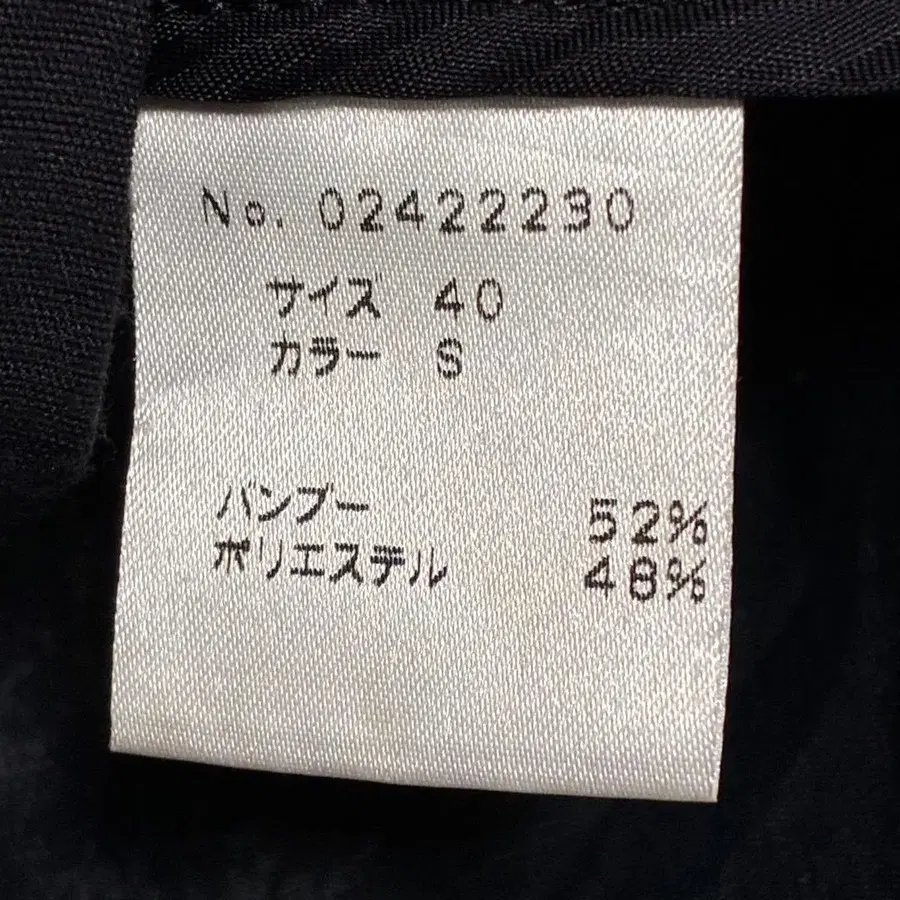 No. 02422230
サイズ 40
カラー S
バンブー 52%
ポリエステル 48%